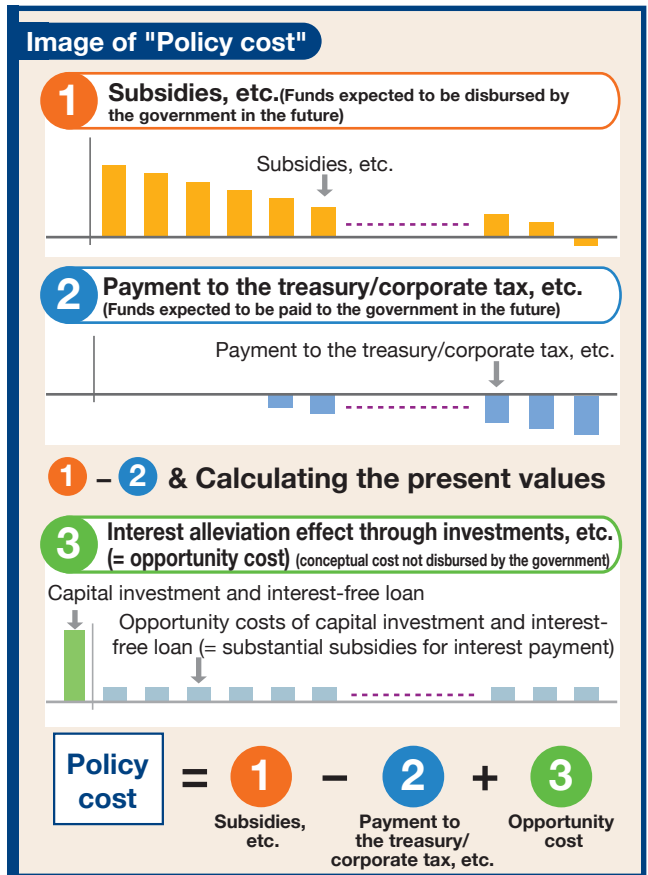 Image of "Policy cost"
1
Subsidies, etc.(Funds expected to be disbursed by
the government in the future)
Subsidies, etc.
2
Payment to the treasury/corporate tax, etc.
(Funds expected to be paid to the government in the future)
Payment to the treasury/corporate tax, etc.
1 – 2 & Calculating the present values
3
Interest alleviation effect through investments, etc.
(= opportunity cost) (conceptual cost not disbursed by the government)
Capital investment and interest-free loan
Opportunity costs of capital investment and interest-
free loan (= substantial subsidies for interest payment)
Policy
cost
= 1 – 2 + 3
Subsidies,
etc.
Payment to
the treasury/
corporate tax, etc.
Opportunity
cost